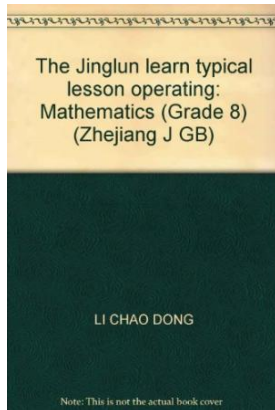 The Jinglun learn typical
lesson operating:
Mathematics (Grade 8)
(Zhejiang J GB)
LI CHAO DONG
Note: This is not the actual book cover